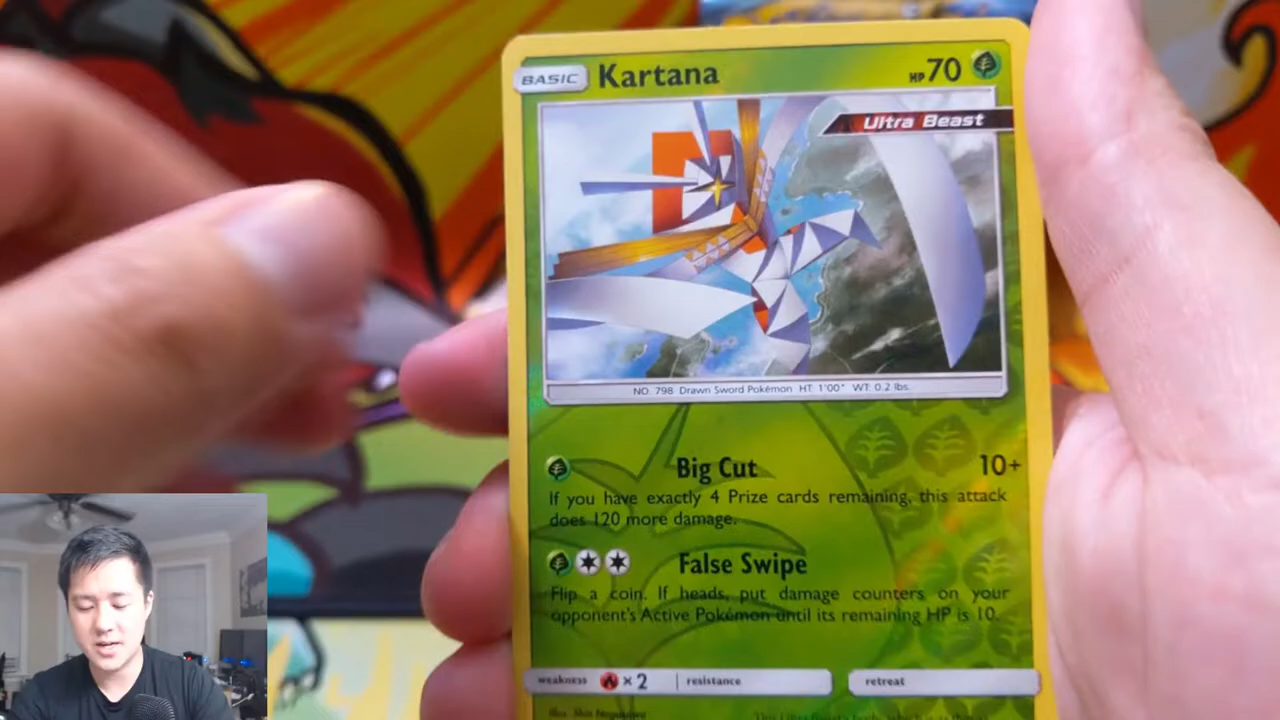 BASIC Kartana HP70
Ultra Beast
NO. 798 Drawn Sword Pokémon HT: 1'00" WT: 0.2 lbs.
Big Cut 10+
If you have exactly 4 Prize cards remaining, this attack
does 120 more damage.
False Swipe
Flip a coin. If heads, put damage counters on your
opponent's Active Pokémon until its remaining HP is 10.
weakness ×2 resistance retreat